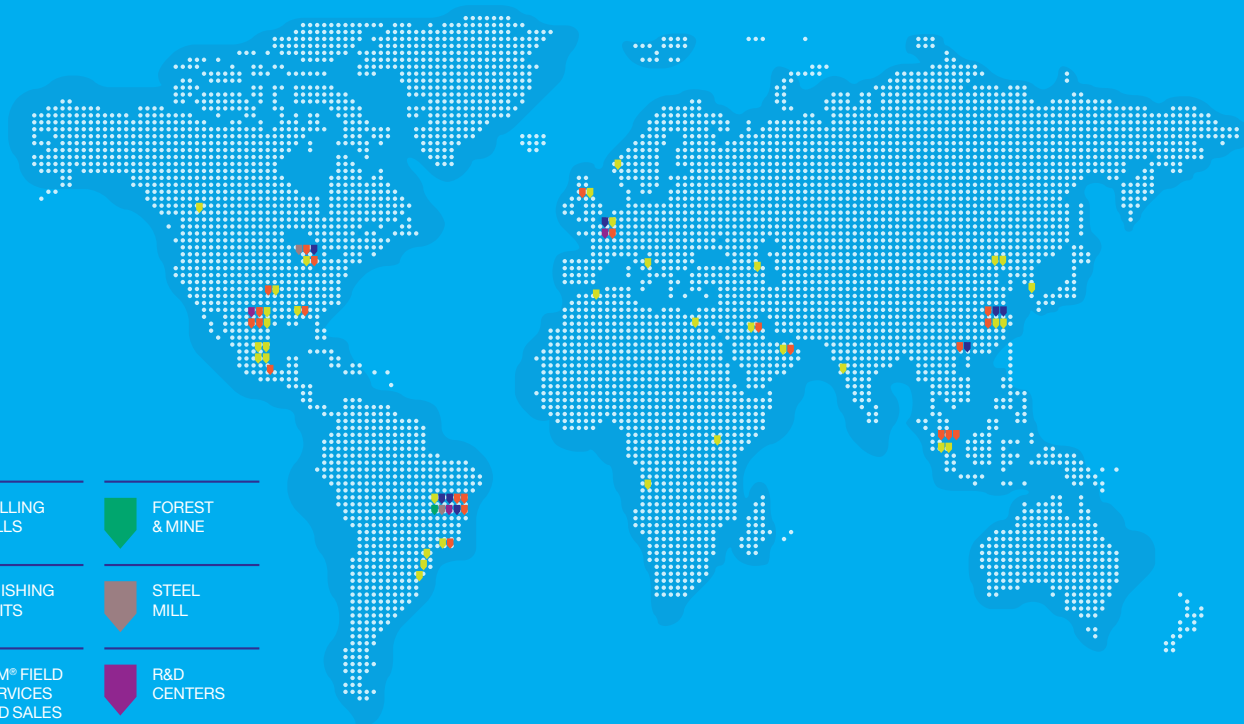 LLING
LLS
FOREST
& MINE
ISHING
ITS
STEEL
MILL
M® FIELD
RVICES
D SALES
R&D
CENTERS